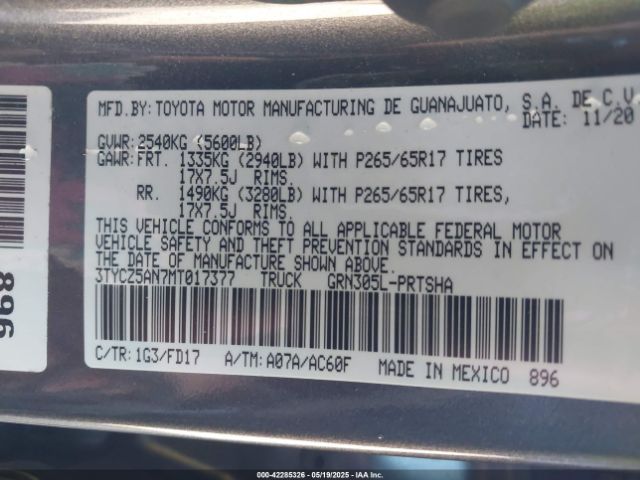 MFD.BY: TOYOTA MOTOR MANUFACTURING DE GUANAJUATO, S.A. DE C.V.
DATE: 11/20
GVWR: 2540KG (5600LB)
GAWR: FRT. 1335KG (2940LB) WITH P265/65R17 TIRES
17X7.5J RIMS.
RR. 1490KG (3280LB) WITH P265/65R17 TIRES,
17X7.5J RIMS.
THIS VEHICLE CONFORMS TO ALL APPLICABLE FEDERAL MOTOR
VEHICLE SAFETY AND THEFT PREVENTION STANDARDS IN EFFECT ON
THE DATE OF MANUFACTURE SHOWN ABOVE.
3TYCZ5AN7MT017377 TRUCK GRN305L-PRTSHA
C/TR: 1G3/FD17 A/TM: A07A/AC60F MADE IN MEXICO 896
896
000-42285326 - 05/19/2025 - IAAI.COM